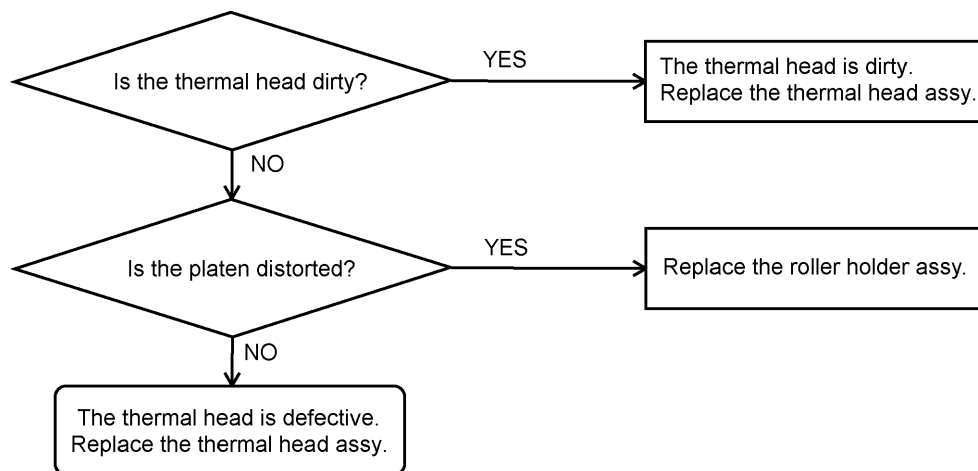 Is the thermal head dirty?
YES
The thermal head is dirty.
Replace the thermal head assy.
NO
Is the platen distorted?
YES
Replace the roller holder assy.
NO
The thermal head is defective.
Replace the thermal head assy.